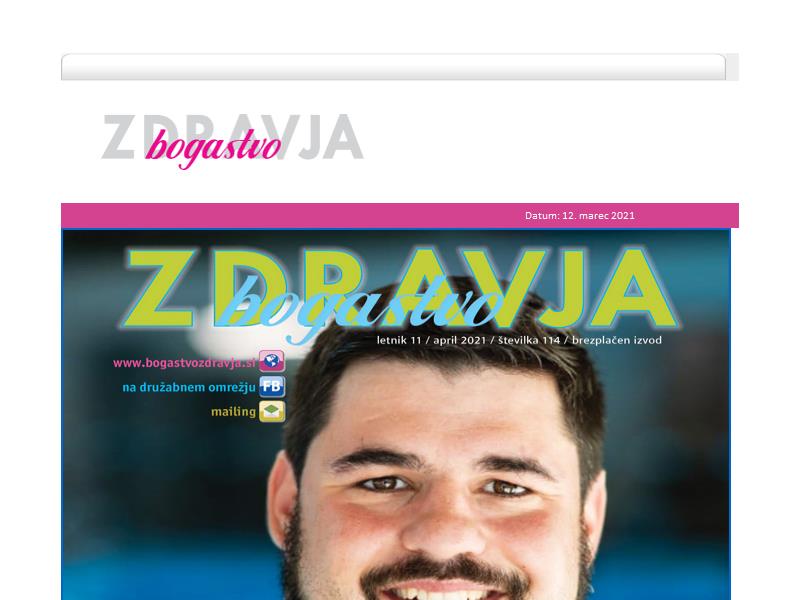 ZDRAVJA
bogastvo
Datum: 12. marec 2021
ZDRAVJA
bogastvo
letnik 11 / april 2021 / številka 114 / brezplačen izvod
www.bogastvozdravja.si
na družabnem omrežju FB
mailing